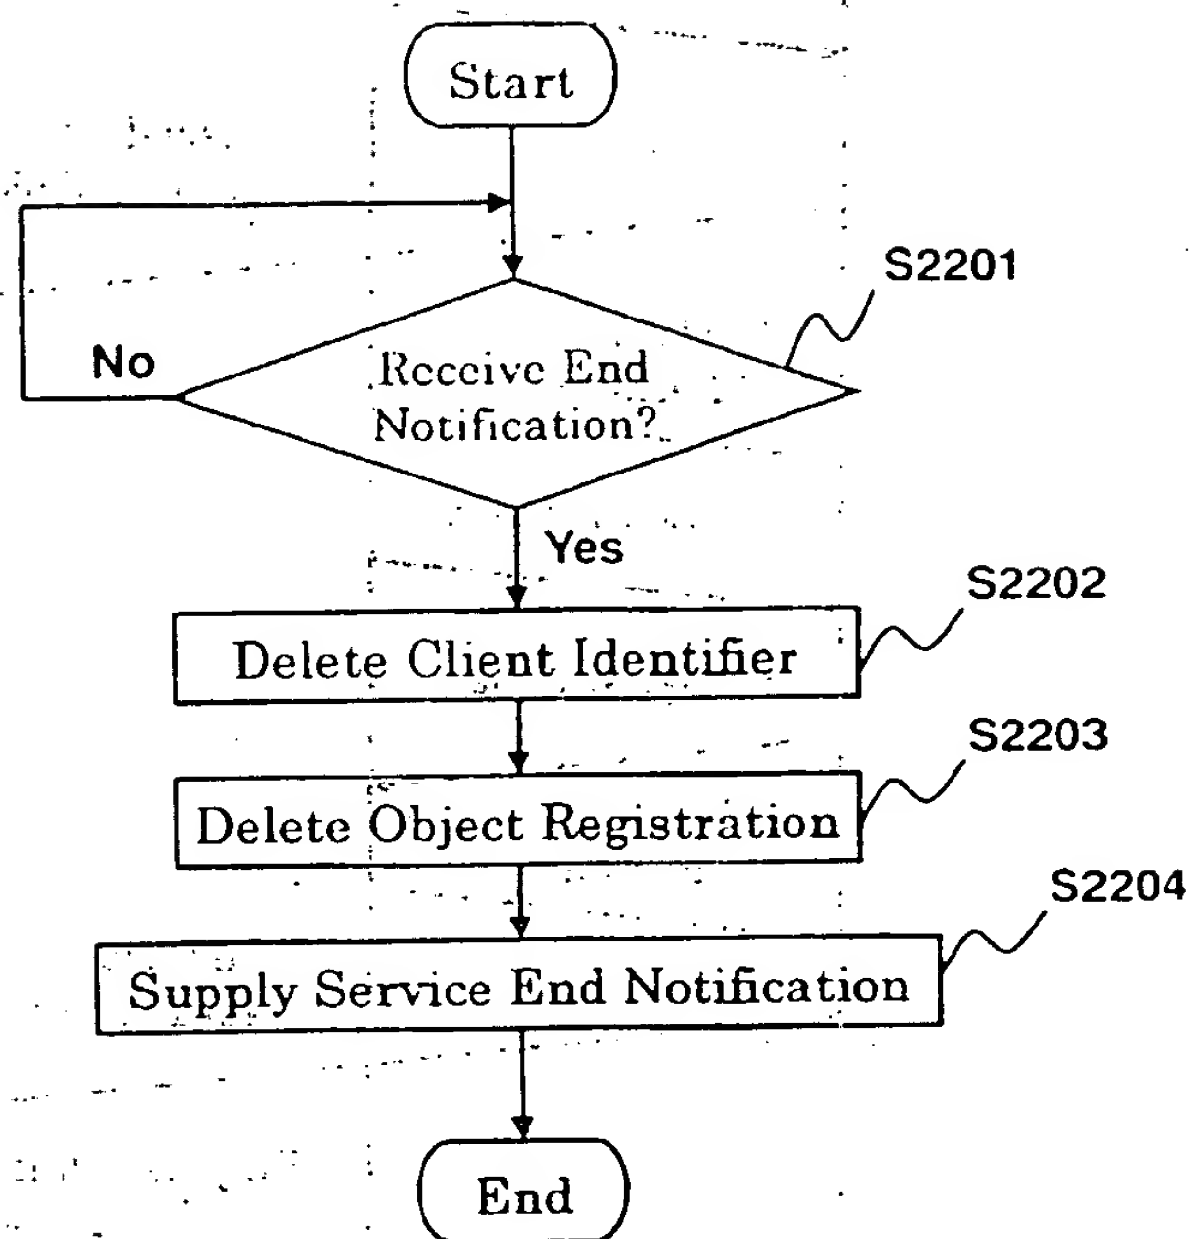 Start
S2201
No
Receive End
Notification?
Yes
S2202
Delete Client Identifier
S2203
Delete Object Registration
S2204
Supply Service End Notification
End